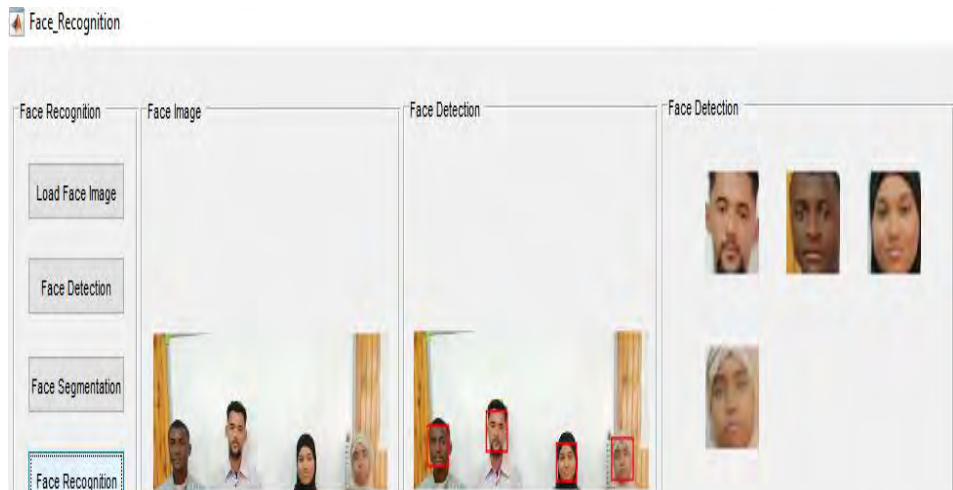 Face_Recognition
Face Recognition
Face Image
Face Detection
Face Detection
Load Face Image
Face Detection
Face Segmentation
Face Recognition